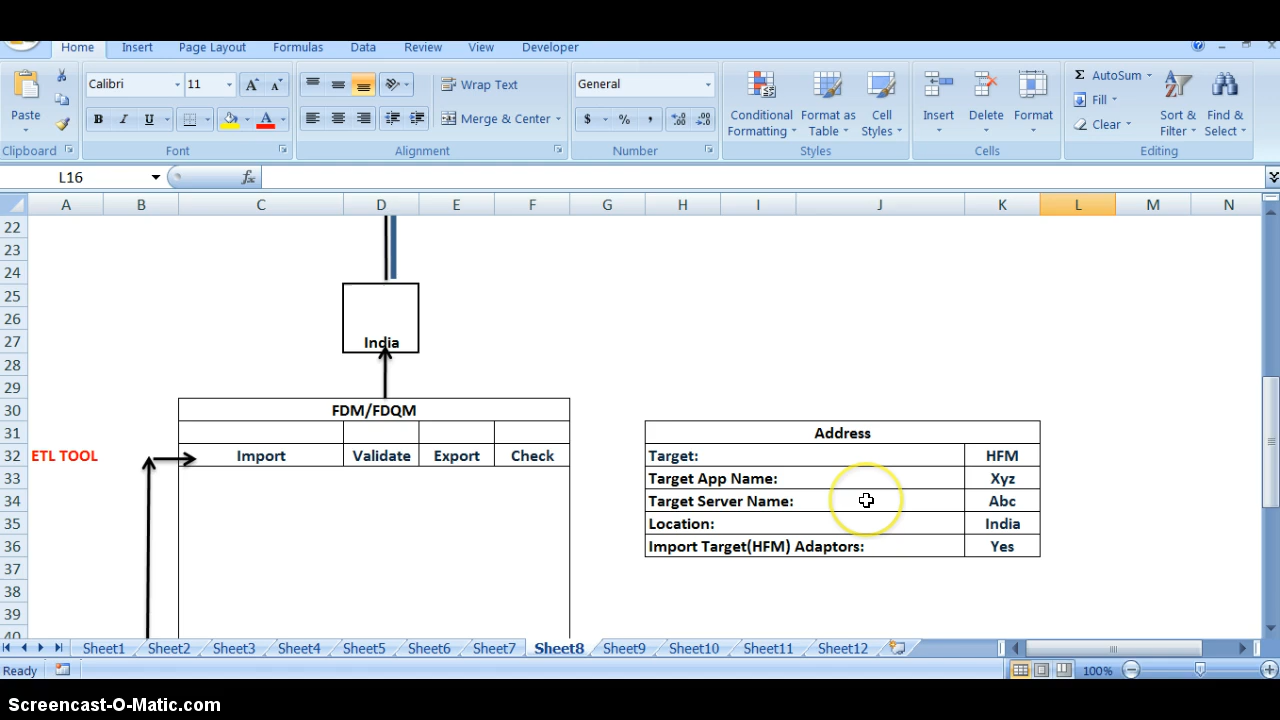 Home Insert Page Layout Formulas Data Review View Developer
Calibri 11 Wrap Text General AutoSum
Paste Conditional Formatting Format as Table Cell Styles Insert Delete Format Fill Sort & Filter Find & Select
B I U Merge & Center $ % , Clear
Clipboard Font Alignment Number Styles Cells Editing
L16 fx
A B C D E F G H I J K L M N
22
23
24
25
26
27 India
28
29
30 FDM/FDQM
31 Address
32 ETL TOOL Import Validate Export Check Target: HFM
33 Target App Name: Xyz
34 Target Server Name: Abc
35 Location: India
36 Import Target(HFM) Adaptors: Yes
37
38
39
40
Sheet1 Sheet2 Sheet3 Sheet4 Sheet5 Sheet6 Sheet7 Sheet8 Sheet9 Sheet10 Sheet11 Sheet12
Ready 100%
Screencast-O-Matic.com